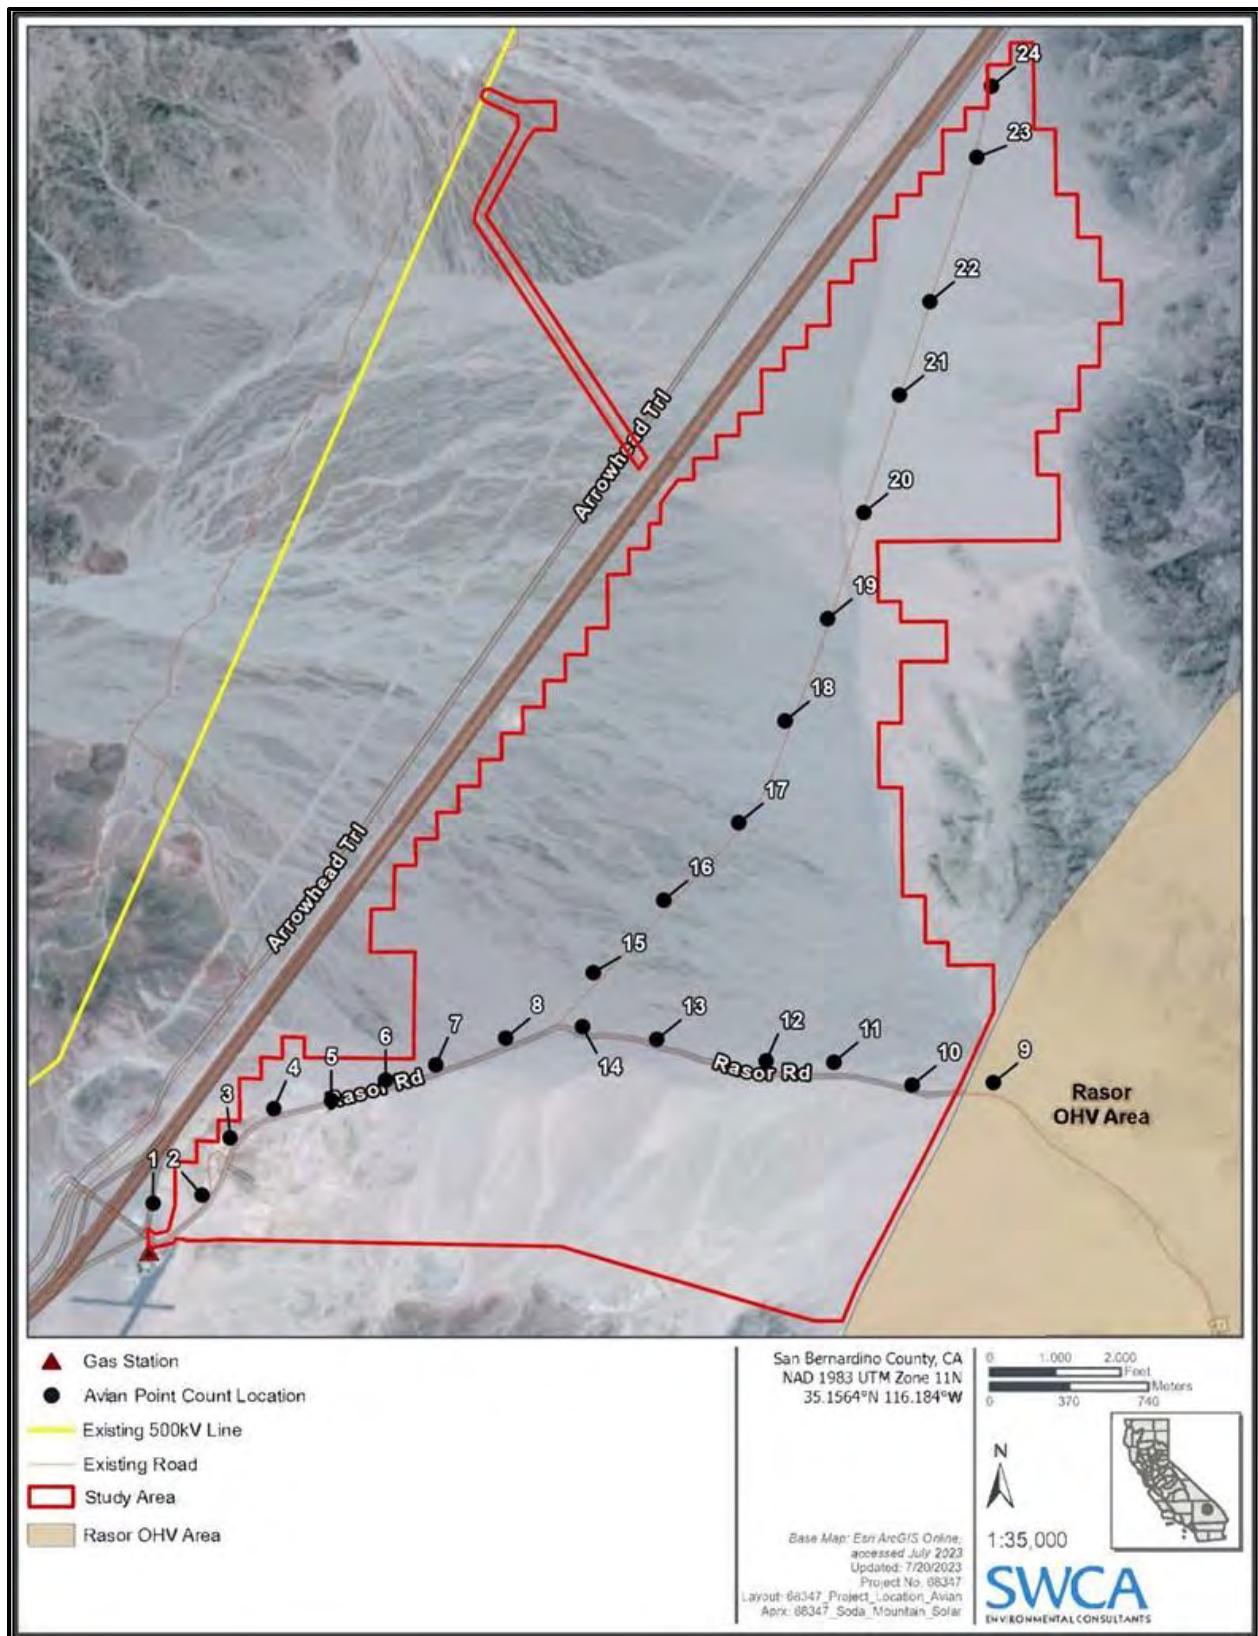 24
23
22
21
Arrowhead Trl
20
19
18
17
Arrowhead Trl
16
15
8
13
7
6
12
11
5
14
10
9
4
Rasor Rd
Rasor Rd
Rasor
OHV Area
3
1
2
Gas Station
Avian Point Count Location
Existing 500kV Line
Existing Road
Study Area
Rasor OHV Area
San Bernardino County, CA
NAD 1983 UTM Zone 11N
35.1564°N 116.184°W
Base Map: Esri ArcGIS Online,
accessed July 2023
Updated: 7/20/2023
Project No. 68347
Layout: 68347_Project_Location_Avian
Aprx: 68347_Soda_Mountain_Solar
0 1,000 2,000
Feet
Meters
0 370 740
N
1:35,000
SWCA
ENVIRONMENTAL CONSULTANTS